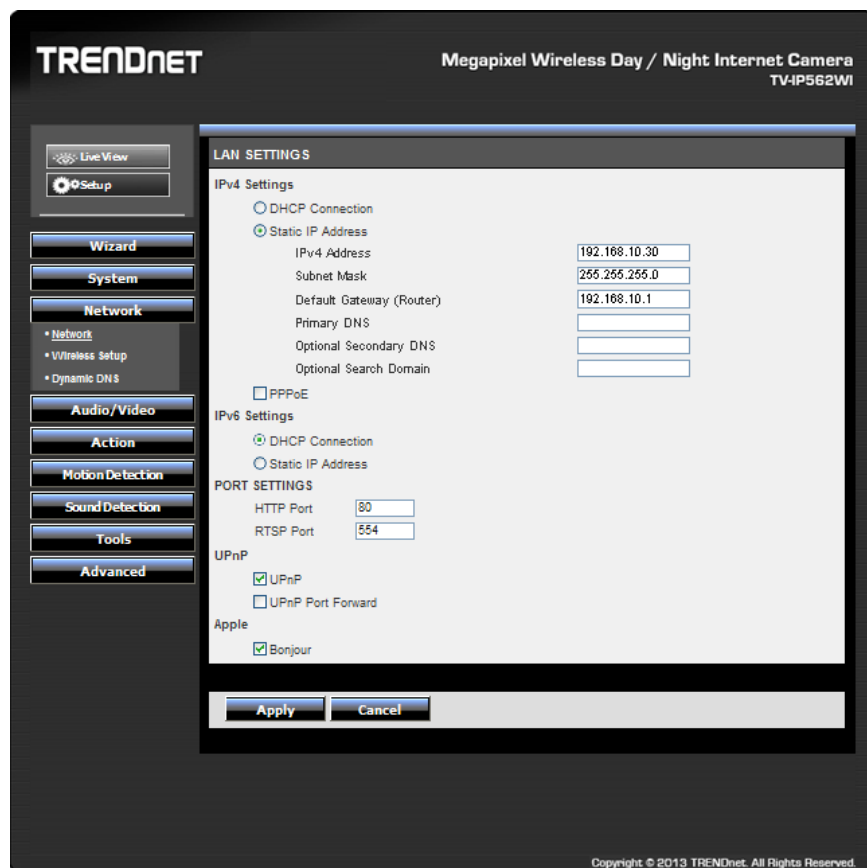 TRENDnet
Megapixel Wireless Day / Night Internet Camera
TV-IP562WI
Live View
Setup
Wizard
System
Network
• Network
• Wireless Setup
• Dynamic DNS
Audio/Video
Action
Motion Detection
Sound Detection
Tools
Advanced
LAN SETTINGS
IPv4 Settings
DHCP Connection
Static IP Address
IPv4 Address 192.168.10.30
Subnet Mask 255.255.255.0
Default Gateway (Router) 192.168.10.1
Primary DNS
Optional Secondary DNS
Optional Search Domain
PPPoE
IPv6 Settings
DHCP Connection
Static IP Address
PORT SETTINGS
HTTP Port 80
RTSP Port 554
UPnP
UPnP
UPnP Port Forward
Apple
Bonjour
Apply Cancel
Copyright © 2013 TRENDnet. All Rights Reserved.